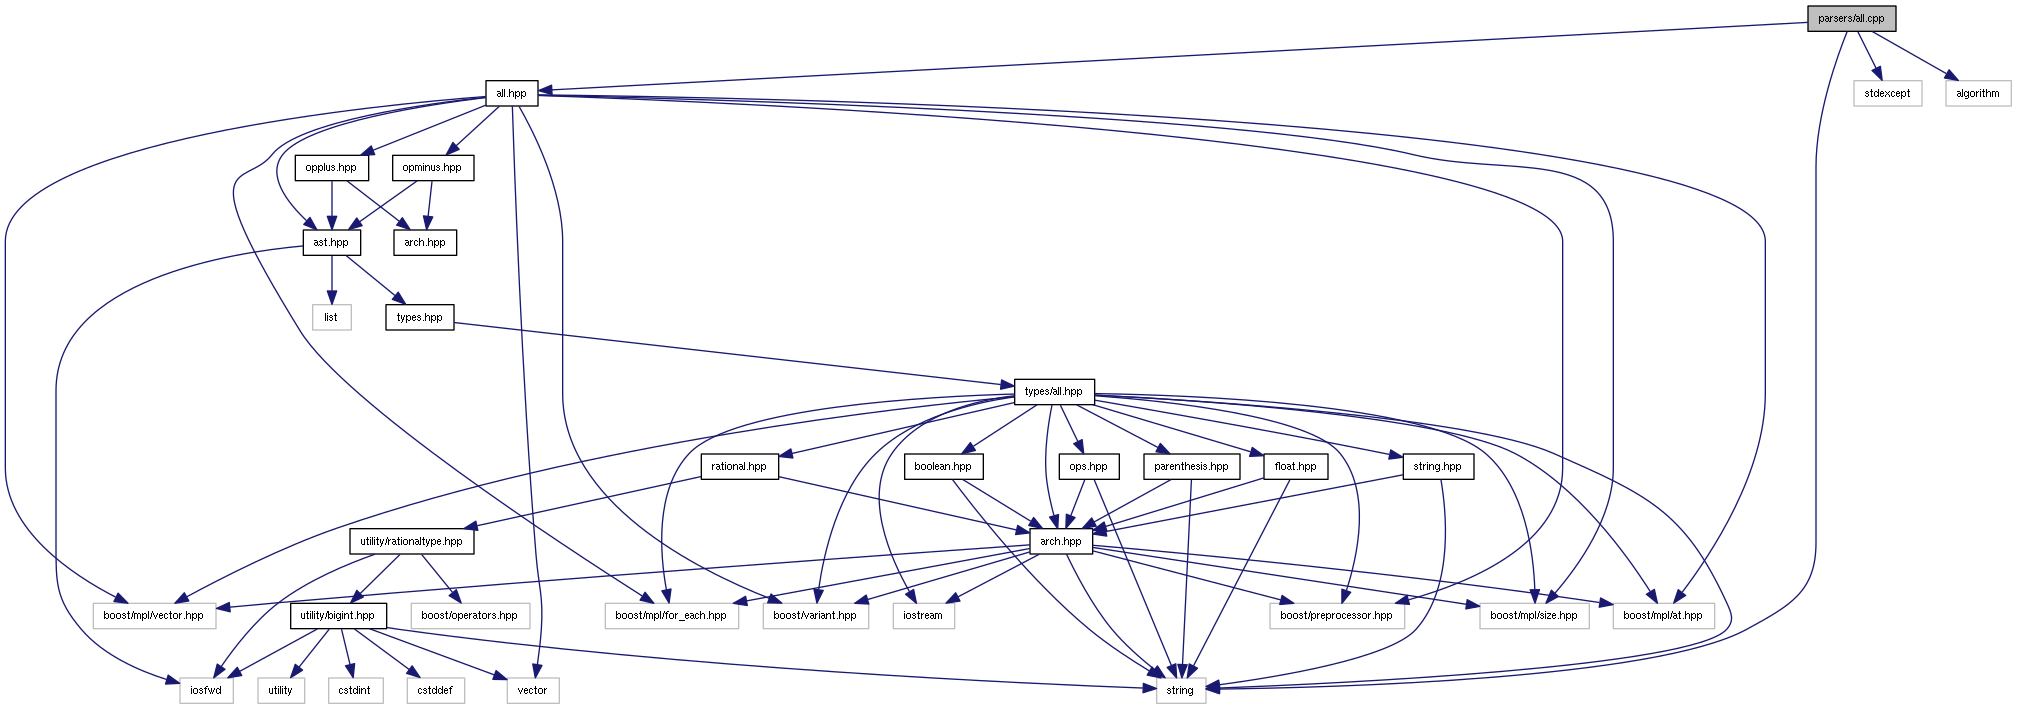 parsers/all.cpp
all.hpp
stdexcept
algorithm
opplus.hpp
opminus.hpp
ast.hpp
arch.hpp
list
types.hpp
types/all.hpp
rational.hpp
boolean.hpp
ops.hpp
parenthesis.hpp
float.hpp
string.hpp
utility/rationaltype.hpp
arch.hpp
boost/mpl/vector.hpp
utility/bigint.hpp
boost/operators.hpp
boost/mpl/for_each.hpp
boost/variant.hpp
iostream
boost/preprocessor.hpp
boost/mpl/size.hpp
boost/mpl/at.hpp
iosfwd
utility
cstdint
cstddef
vector
string